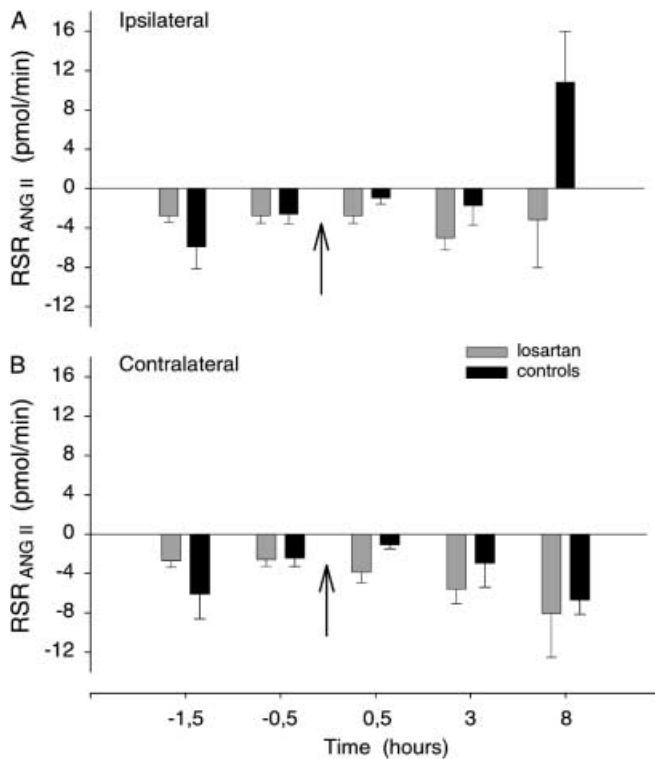 A Ipsilateral
16
12
8
4
0
-4
-8
-12
RSR ANG II (pmol/min)
B Contralateral
losartan
controls
16
12
8
4
0
-4
-8
-12
RSR ANG II (pmol/min)
-1,5 -0,5 0,5 3 8
Time (hours)